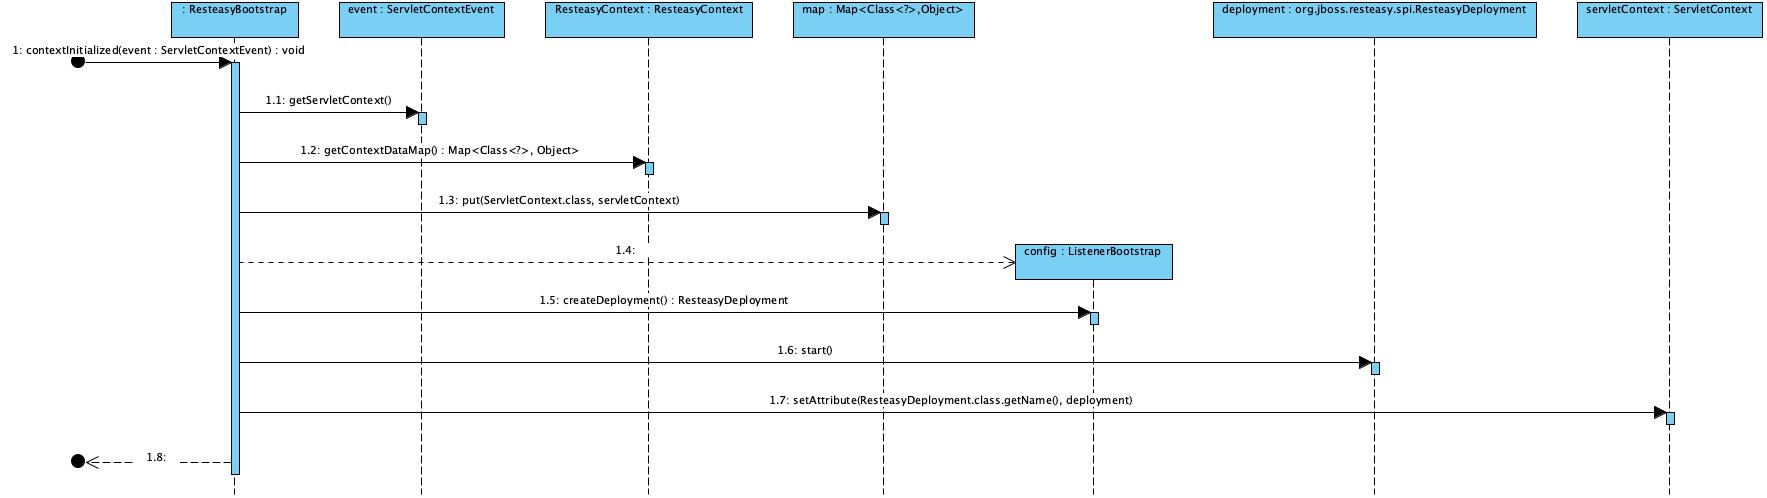 : ResteasyBootstrap
event : ServletContextEvent
ResteasyContext : ResteasyContext
map : Map<Class<?>,Object>
deployment : org.jboss.resteasy.spi.ResteasyDeployment
servletContext : ServletContext
1: contextInitialized(event : ServletContextEvent) : void
1.1: getServletContext()
1.2: getContextDataMap() : Map<Class<?>, Object>
1.3: put(ServletContext.class, servletContext)
1.4:
config : ListenerBootstrap
1.5: createDeployment() : ResteasyDeployment
1.6: start()
1.7: setAttribute(ResteasyDeployment.class.getName(), deployment)
1.8: